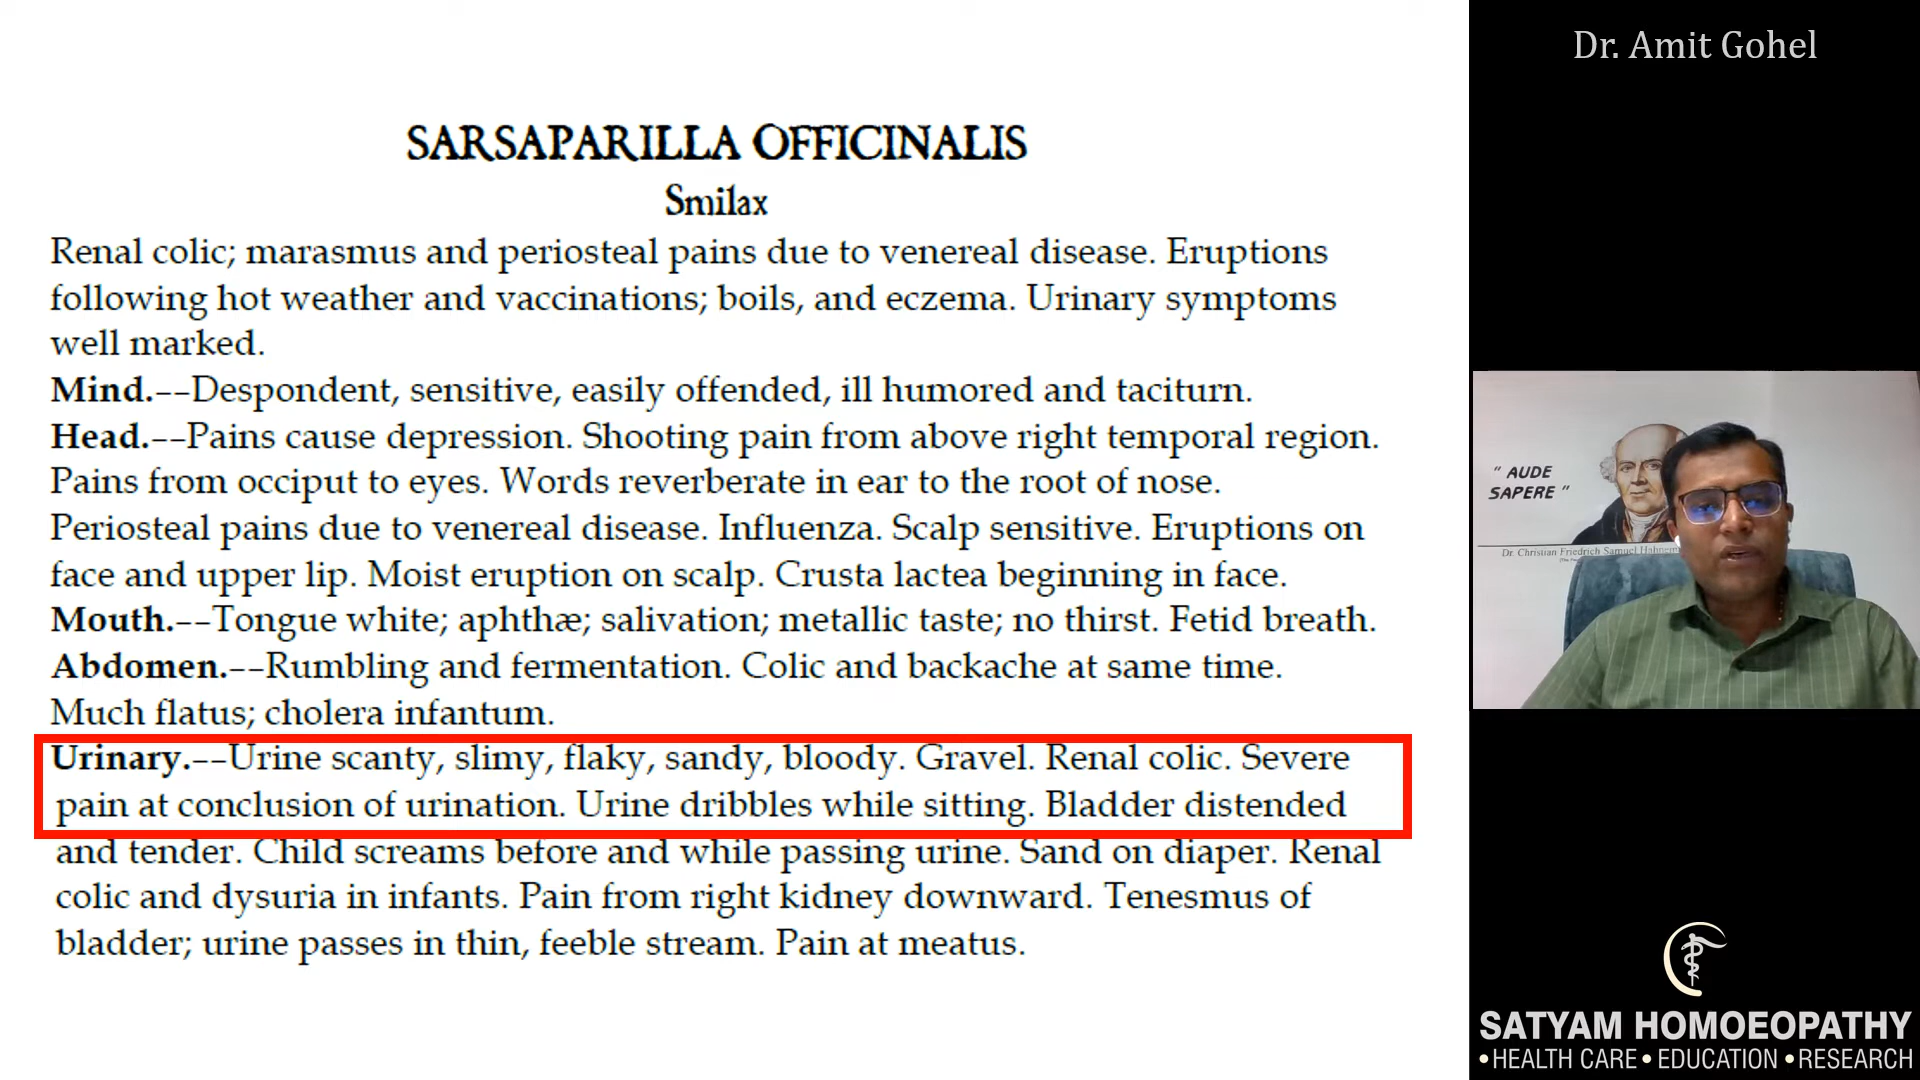 Dr. Amit Gohel
SARSAPARILLA OFFICINALIS
Smilax
Renal colic; marasmus and periosteal pains due to venereal disease. Eruptions
following hot weather and vaccinations; boils, and eczema. Urinary symptoms
well marked.
Mind.--Despondent, sensitive, easily offended, ill humored and taciturn.
Head.--Pains cause depression. Shooting pain from above right temporal region.
Pains from occiput to eyes. Words reverberate in ear to the root of nose.
Periosteal pains due to venereal disease. Influenza. Scalp sensitive. Eruptions on
face and upper lip. Moist eruption on scalp. Crusta lactea beginning in face.
Mouth.--Tongue white; aphthæ; salivation; metallic taste; no thirst. Fetid breath.
Abdomen.--Rumbling and fermentation. Colic and backache at same time.
Much flatus; cholera infantum.
Urinary.--Urine scanty, slimy, flaky, sandy, bloody. Gravel. Renal colic. Severe
pain at conclusion of urination. Urine dribbles while sitting. Bladder distended
and tender. Child screams before and while passing urine. Sand on diaper. Renal
colic and dysuria in infants. Pain from right kidney downward. Tenesmus of
bladder; urine passes in thin, feeble stream. Pain at meatus.
" AUDE
SAPERE "
Dr. Christian Friedrich Samuel
SATYAM HOMOEOPATHY
•HEALTH CARE• EDUCATION •RESEARCH